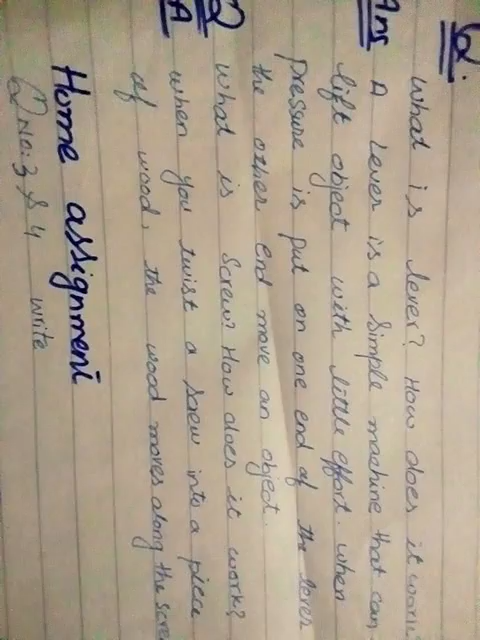 Q. What is lever? How does it work
Ans A Lever is a simple machine that can
lift object with little effort. when
pressure is put on one end of the lever
the other end move an object.
Q What is Screw? How does it work?
A when you twist a screw into a piece
of wood, the wood moves along the screw
Home assignment
Q No: 3 & 4 write